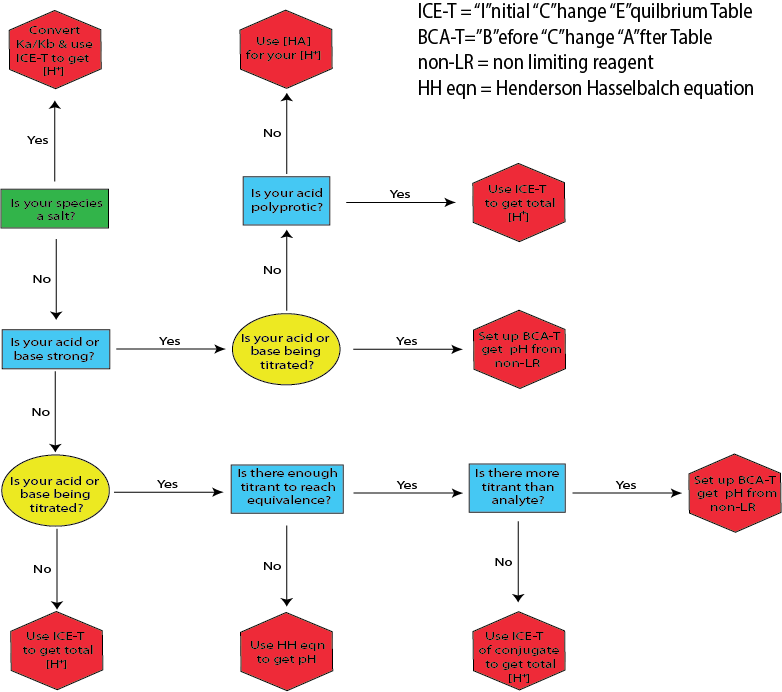 ICE-T = “I”nitial “C”hange “E”quilbrium Table
BCA-T=”B”efore “C”hange “A”fter Table
non-LR = non limiting reagent
HH eqn = Henderson Hasselbalch equation
Convert
Ka/Kb & use
ICE-T to get
[H⁺]
Use [HA]
for your [H⁺]
Yes
No
Is your species
a salt?
Is your acid
polyprotic?
Yes
Use ICE-T
to get total
[H⁺]
No
No
Is your acid or
base strong?
Yes
Is your acid or
base being
titrated?
Yes
Set up BCA-T
get pH from
non-LR
No
Is your acid or
base being
titrated?
Yes
Is there enough
titrant to reach
equivalence?
Yes
Is there more
titrant than
analyte?
Yes
Set up BCA-T
get pH from
non-LR
No
No
No
Use ICE-T
to get total
[H⁺]
Use HH eqn
to get pH
Use ICE-T
of conjugate
to get total
[H⁺]